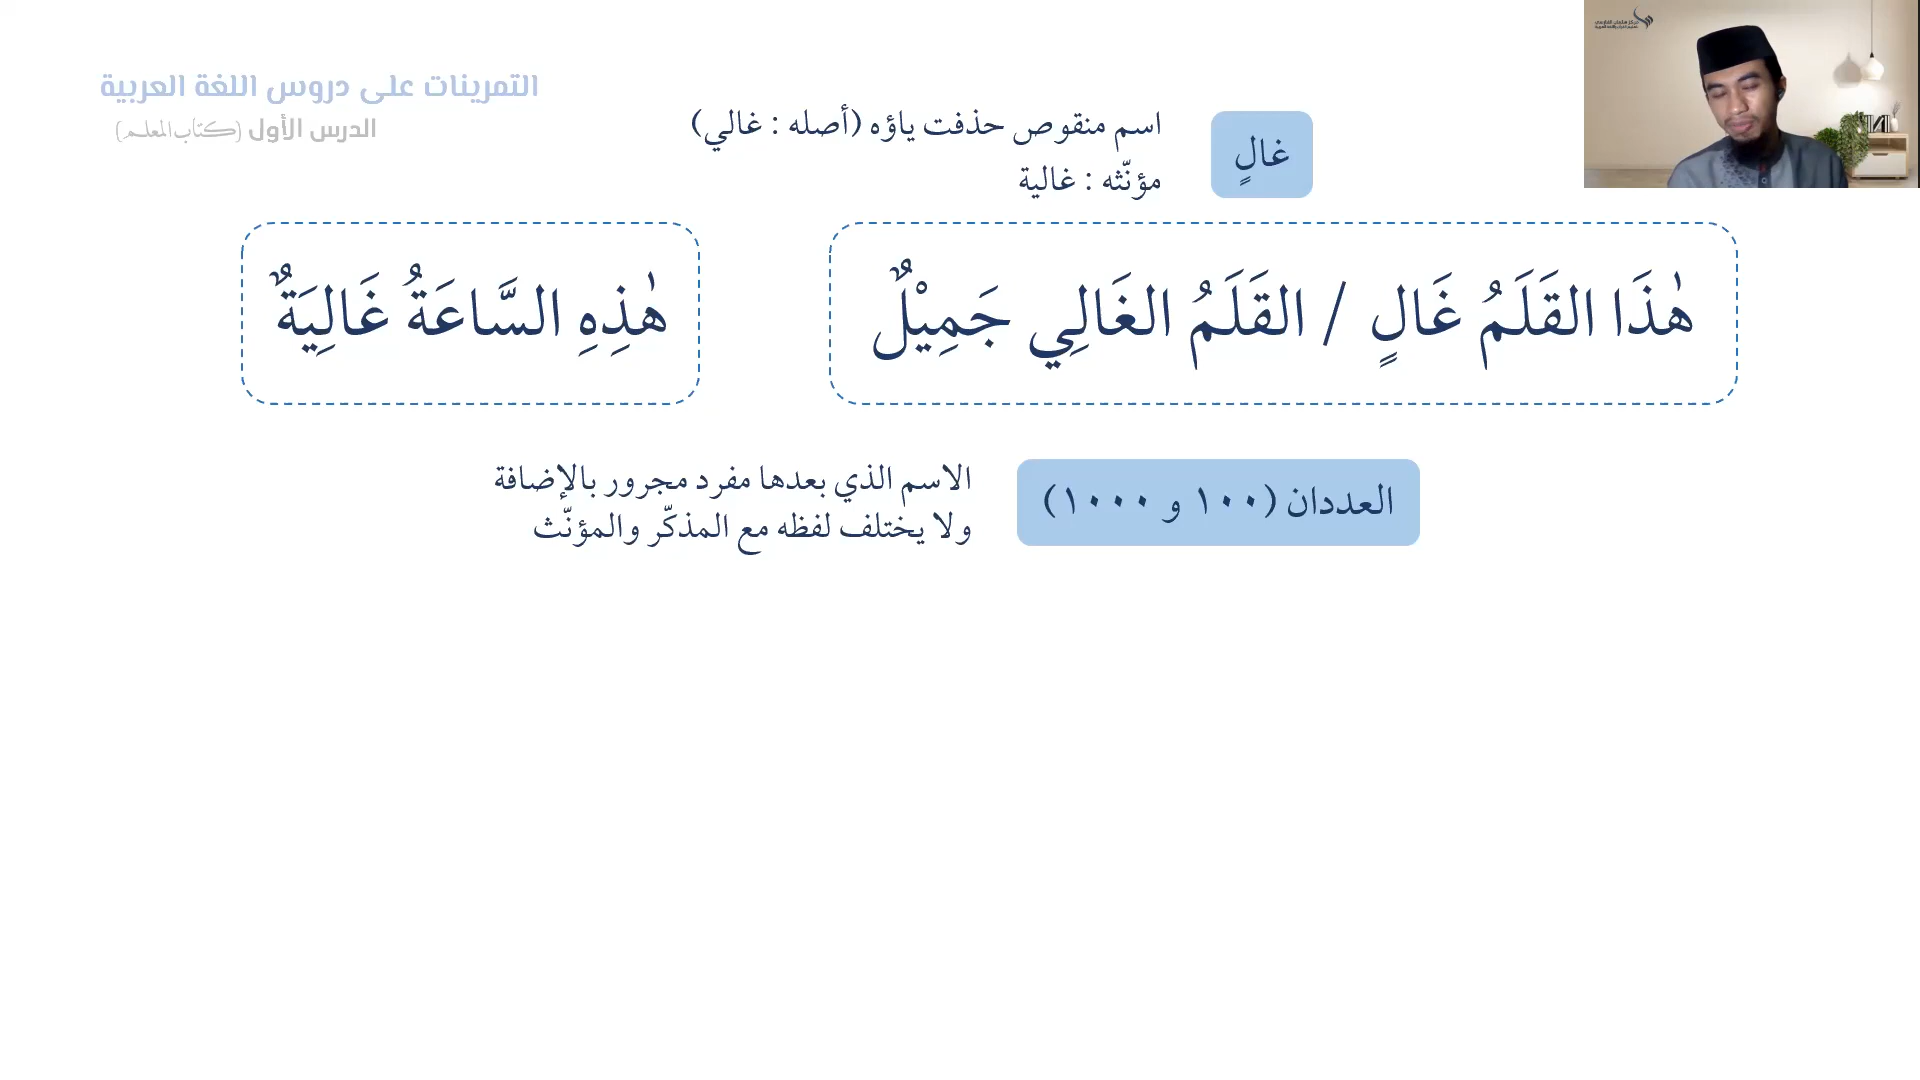 التمرينات على دروس اللغة العربية
الدرس الأول (كتاب المعلم)
غالٍ
اسم منقوص حذفت ياؤه (أصله : غالي)
مؤنّثه : غالية
هٰذَا القَلَمُ غَالٍ / القَلَمُ الغَالِي جَمِيْلٌ
هٰذِهِ السَّاعَةُ غَالِيَةٌ
العددان (١٠٠ و ١٠٠٠)
الاسم الذي بعدها مفرد مجرور بالإضافة
ولا يختلف لفظه مع المذكّر والمؤنّث